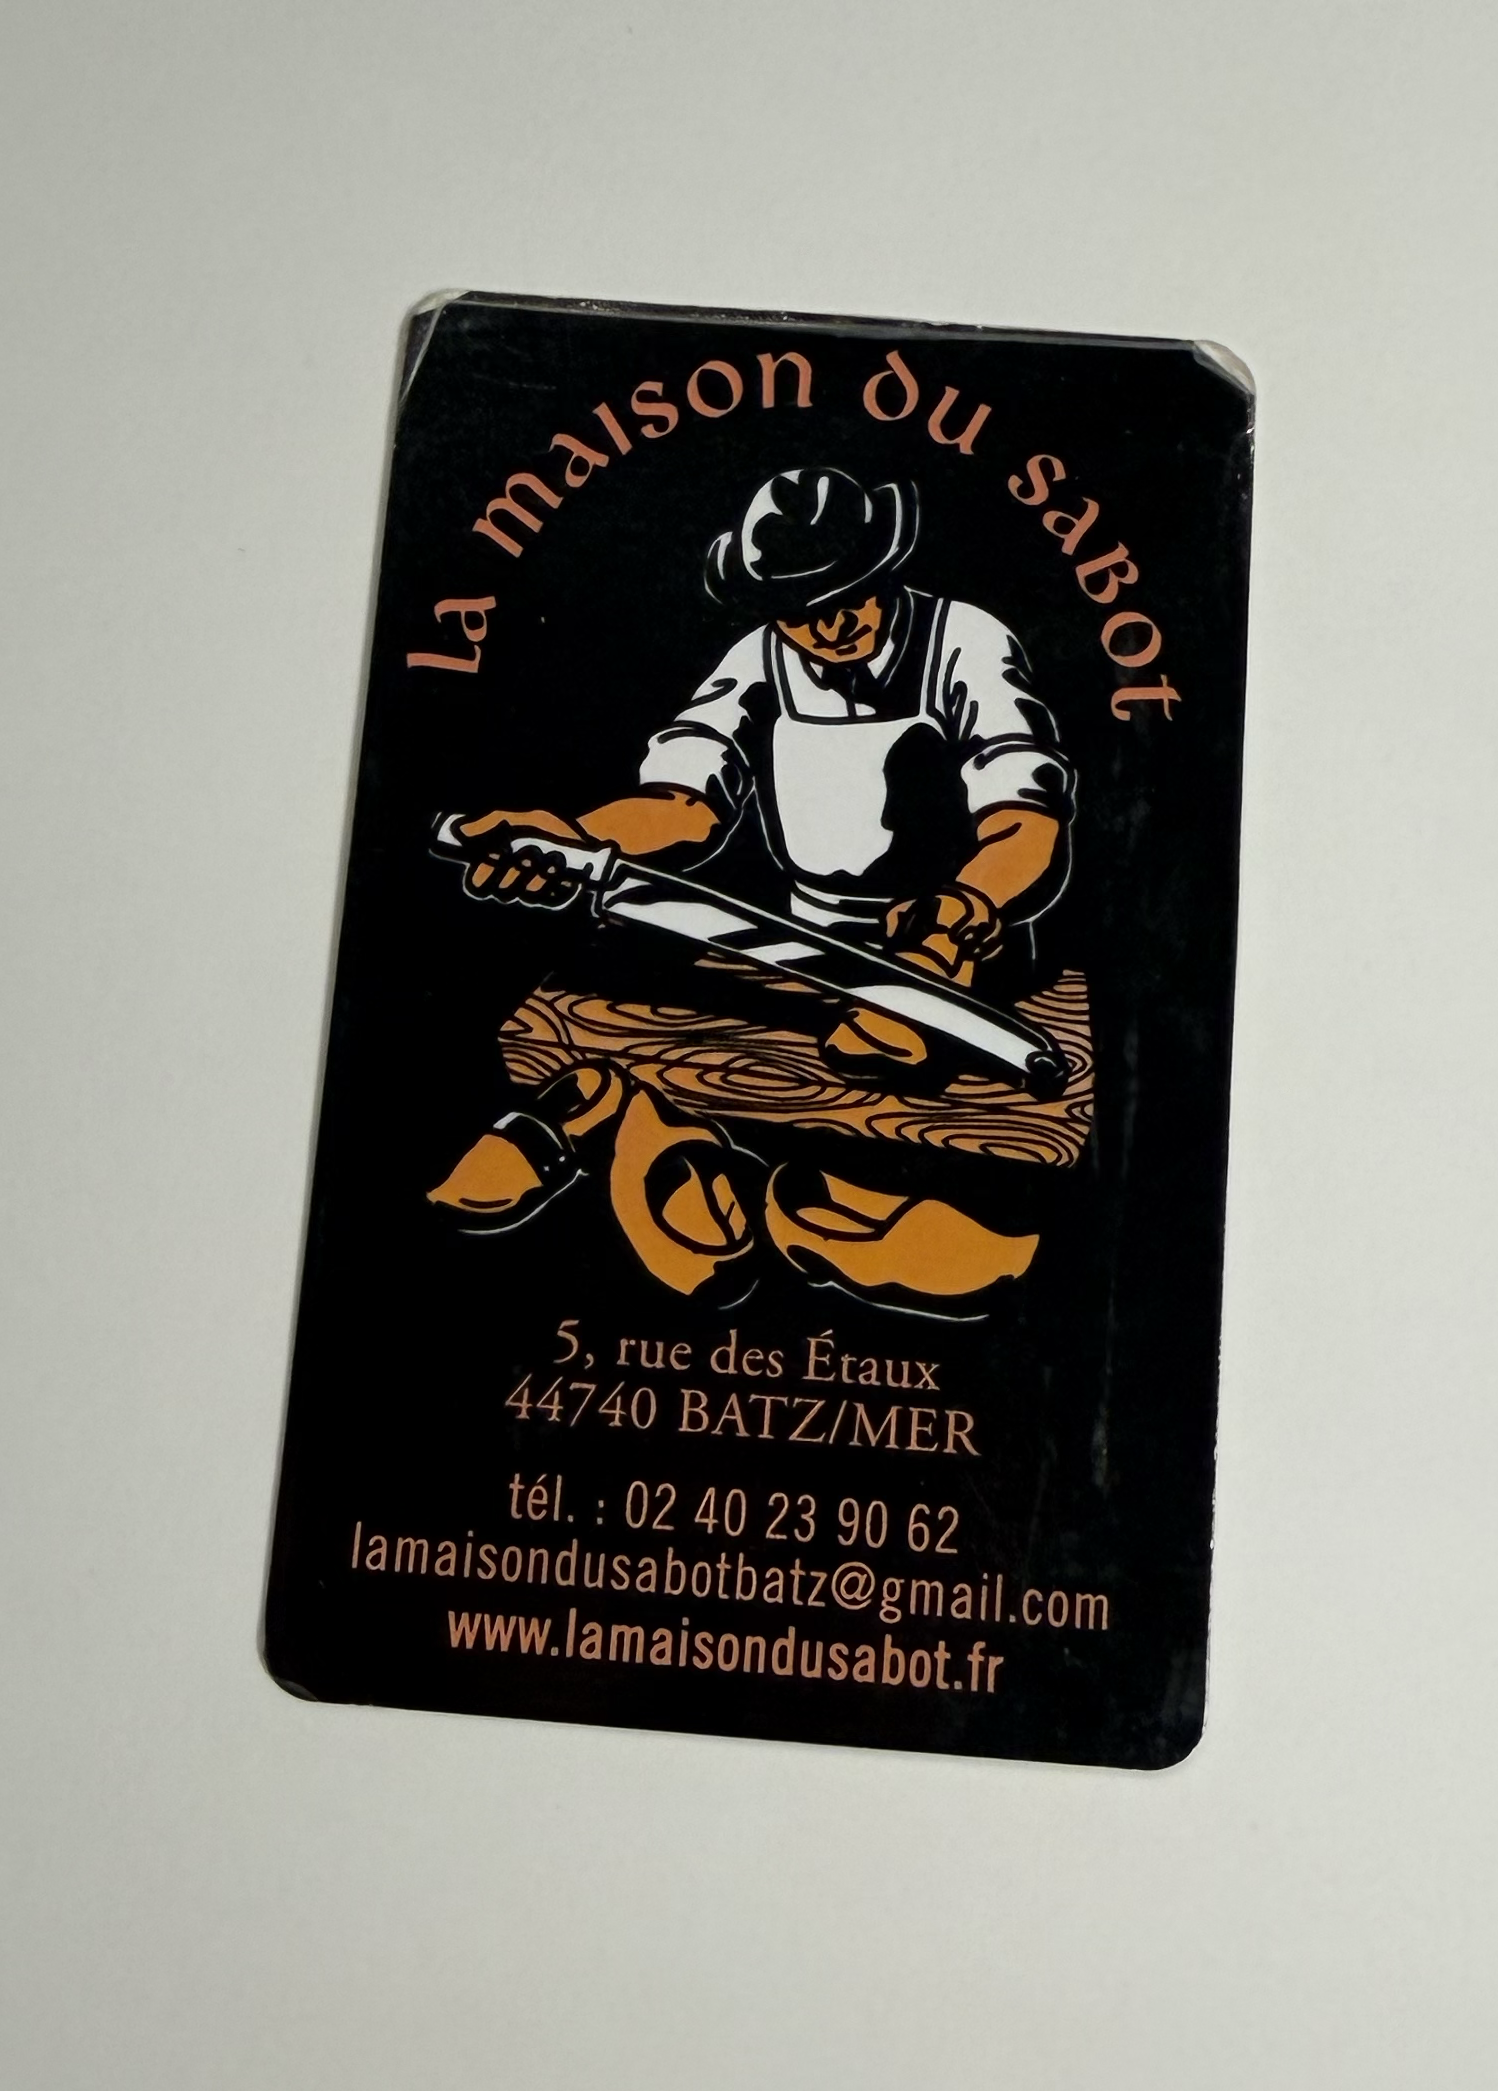 La maison du sabot
5, rue des Étaux
44740 BATZ/MER
tél. : 02 40 23 90 62
lamaisondusabotbatz@gmail.com
www.lamaisondusabot.fr